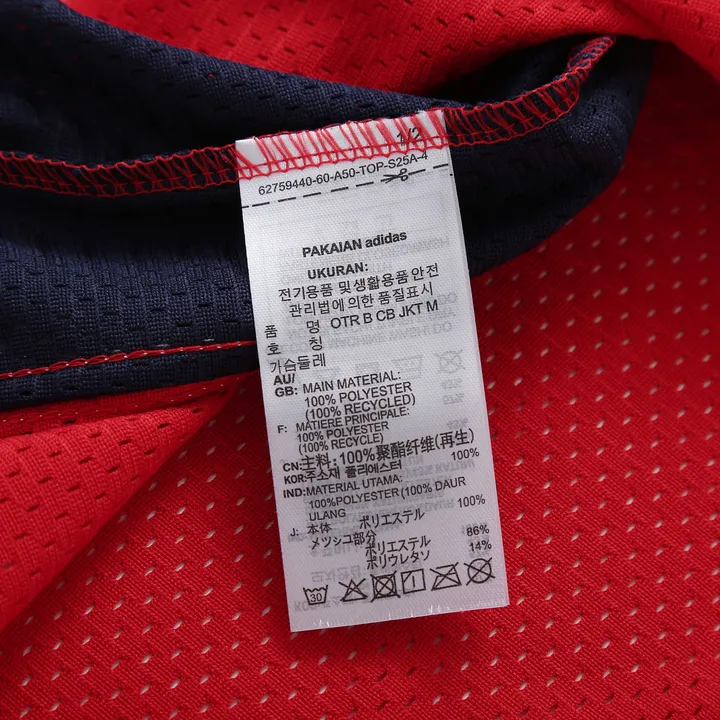 1/2
62759440-60-A50-TOP-S25A-4
PAKAIAN adidas
UKURAN:
전기용품 및생활용품안전
관리법에의한품질표시
품 명 OTR B CB JKT M
호 칭
가슴둘레
AU/
GB: MAIN MATERIAL:
100% POLYESTER
(100% RECYCLED)
F: MATIERE PRINCIPALE:
100% POLYESTER
(100% RECYCLE)
CN:主料:100%聚酯纤维(再生)
KOR:주소재 폴리에스터 100%
IND:MATERIAL UTAMA:
100%POLYESTER (100% DAUR
ULANG
J: 本体 ポリエステル 100%
メッシュ部分
ポリエステル 86%
ポリウレタン 14%
30